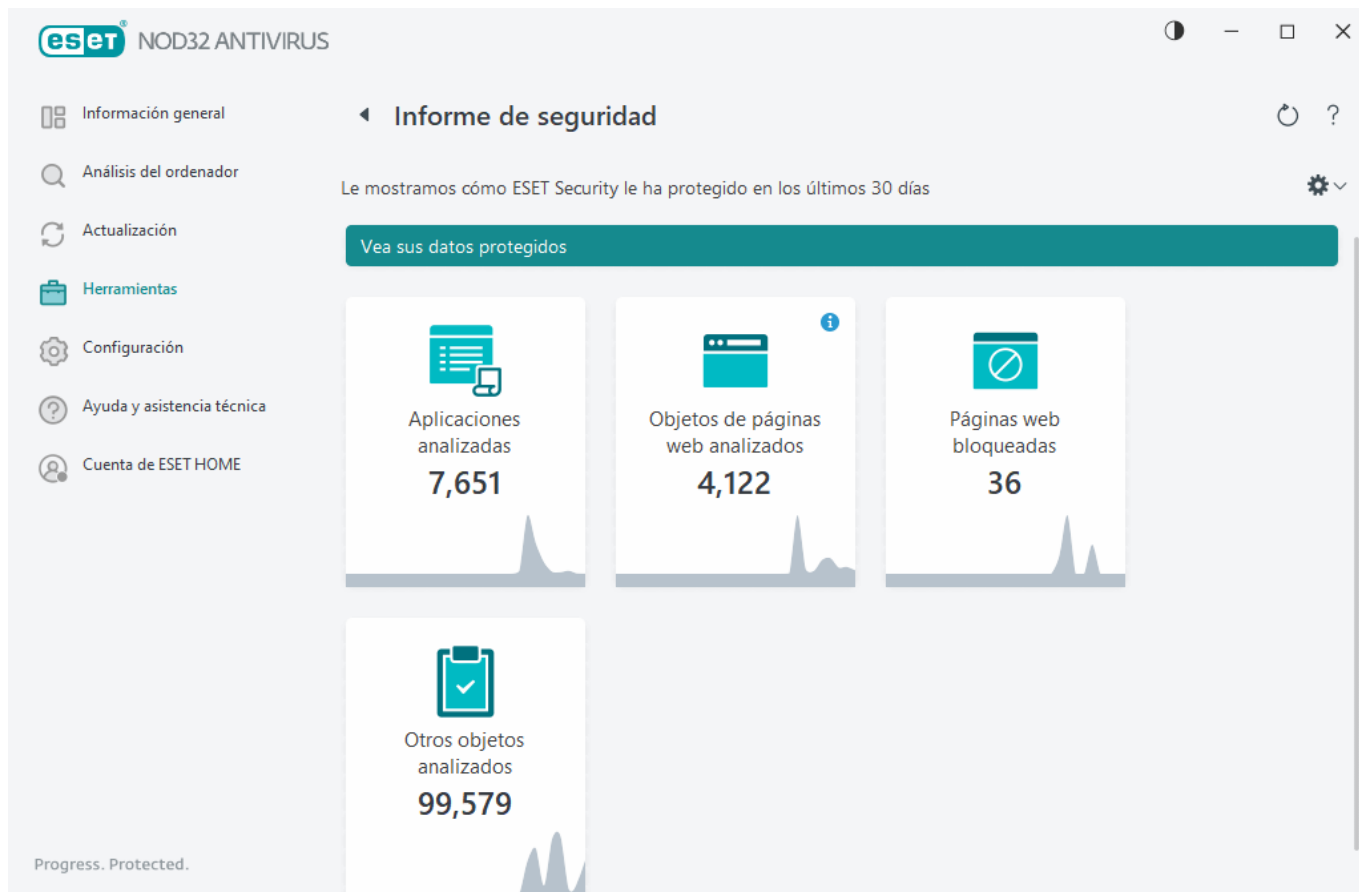 eset® NOD32 ANTIVIRUS
Información general
Análisis del ordenador
Actualización
Herramientas
Configuración
Ayuda y asistencia técnica
Cuenta de ESET HOME
Progress. Protected.
Informe de seguridad
?
Le mostramos cómo ESET Security le ha protegido en los últimos 30 días
Vea sus datos protegidos
Aplicaciones
analizadas
7,651
Objetos de páginas
web analizados
4,122
Páginas web
bloqueadas
36
Otros objetos
analizados
99,579